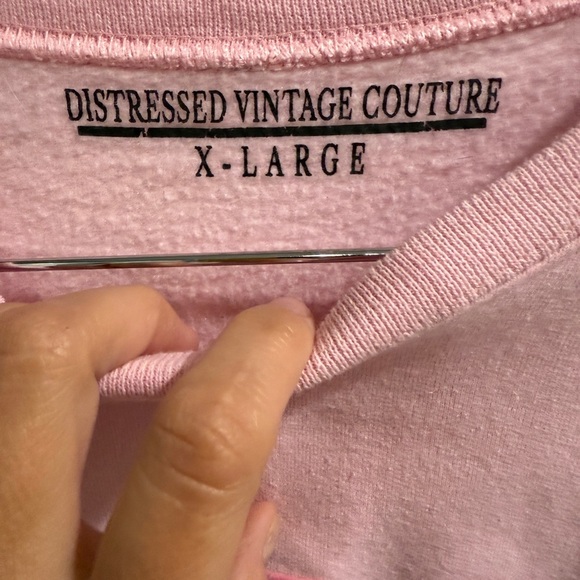 DISTRESSED VINTAGE COUTURE
X-LARGE